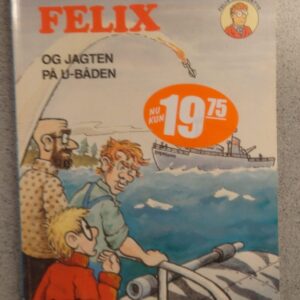 FELIX
OG JAGTEN
PÅ U-BÅDEN
NU
KUN
19 75